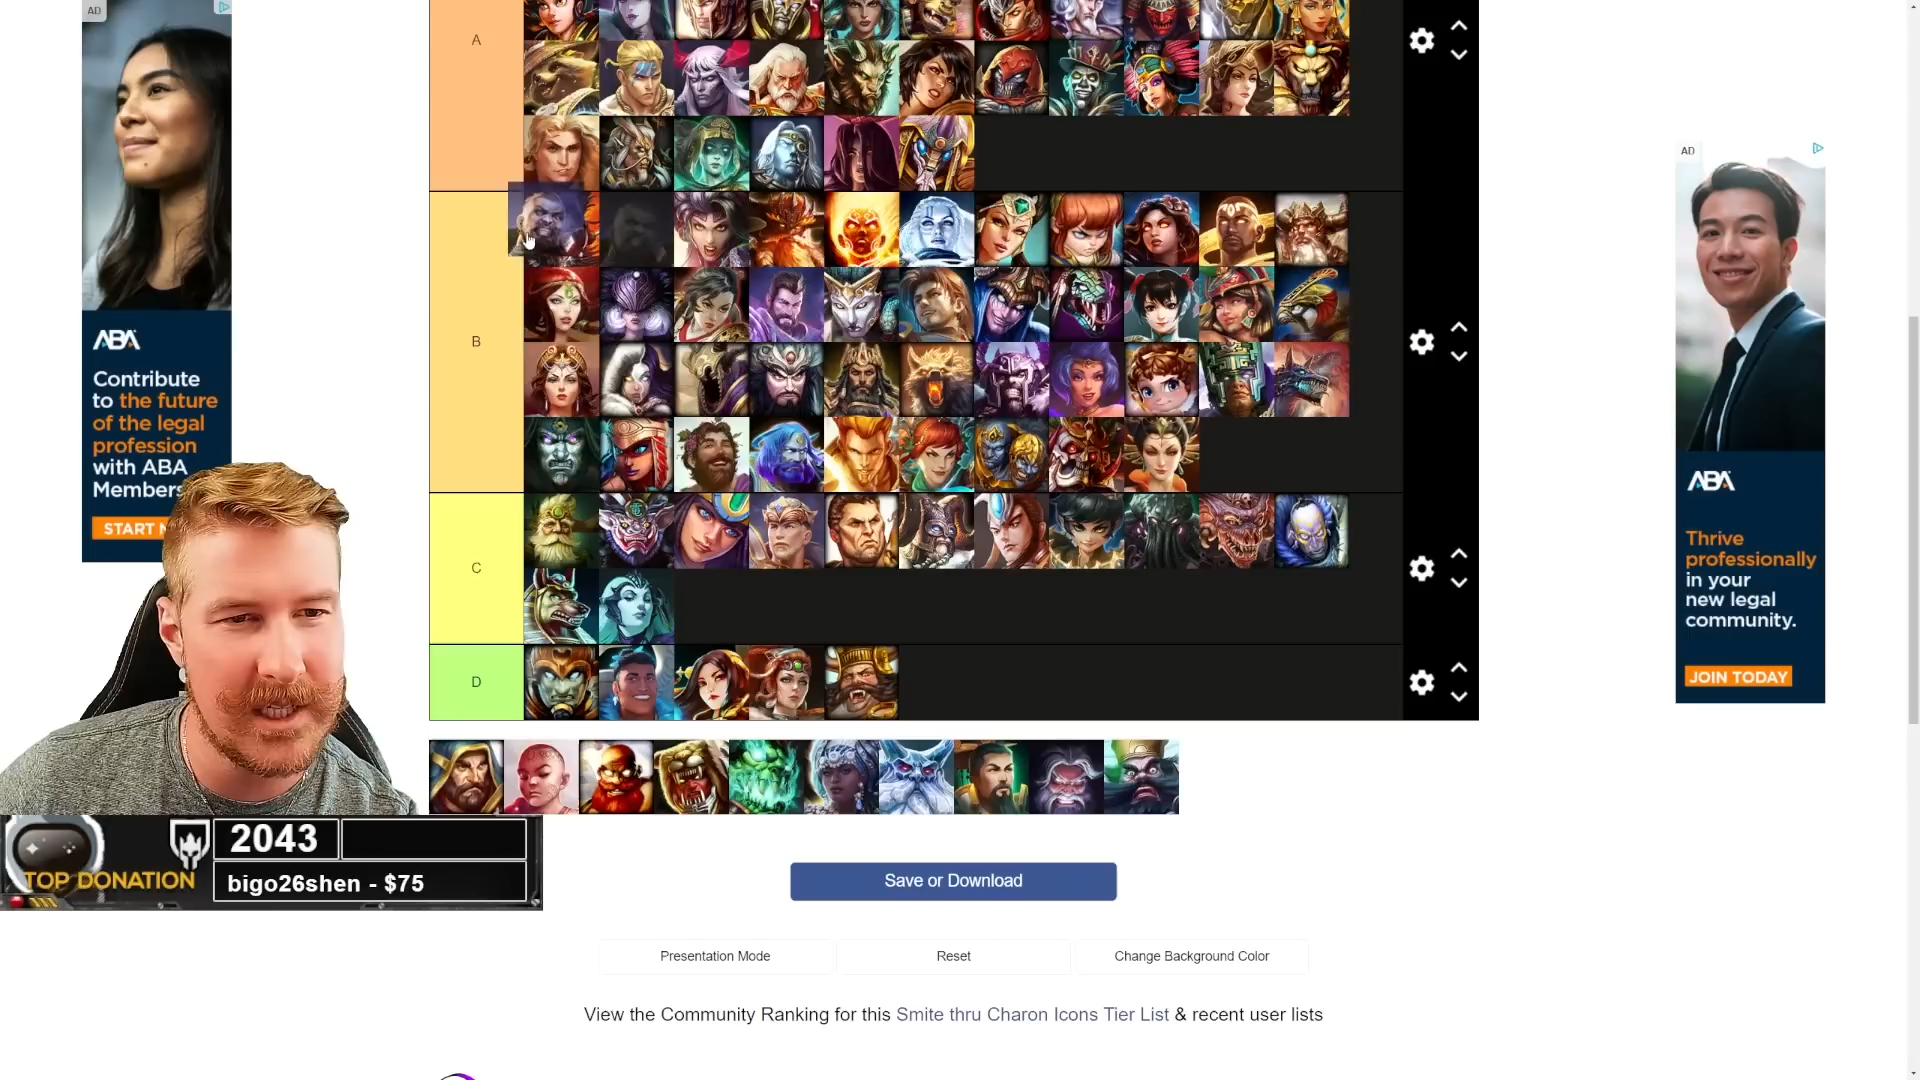 AD
ABA
Contribute
to the future
of the legal
profession
with ABA
Members
START
A
B
C
D
AD
ABA
Thrive
professionally
in your
new legal
community.
JOIN TODAY
2043
TOP DONATION
bigo26shen - $75
Save or Download
Presentation Mode
Reset
Change Background Color
View the Community Ranking for this Smite thru Charon Icons Tier List & recent user lists